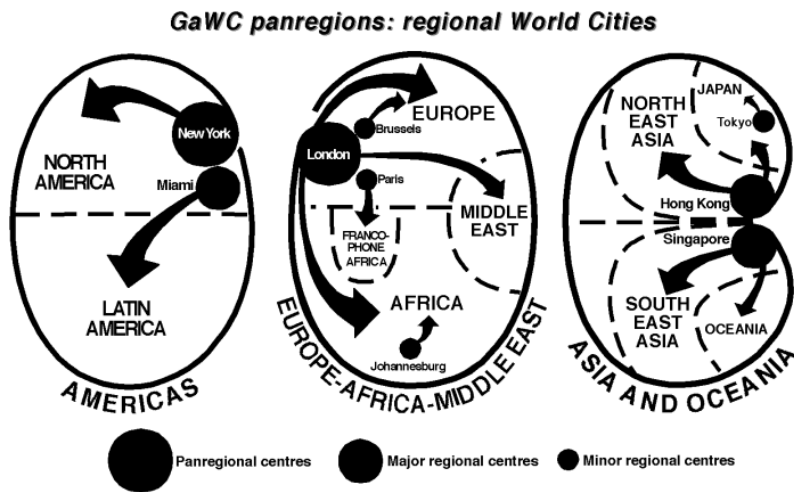 GaWC panregions: regional World Cities
New York
NORTH
AMERICA
Miami
LATIN
AMERICA
AMERICAS
EUROPE
Brussels
London
Paris
MIDDLE
EAST
FRANCO-
PHONE
AFRICA
AFRICA
Johannesburg
EUROPE-AFRICA-MIDDLE EAST
JAPAN
NORTH
EAST
ASIA
Tokyo
Hong Kong
Singapore
SOUTH
EAST
ASIA
OCEANIA
ASIA AND OCEANIA
Panregional centres
Major regional centres
Minor regional centres